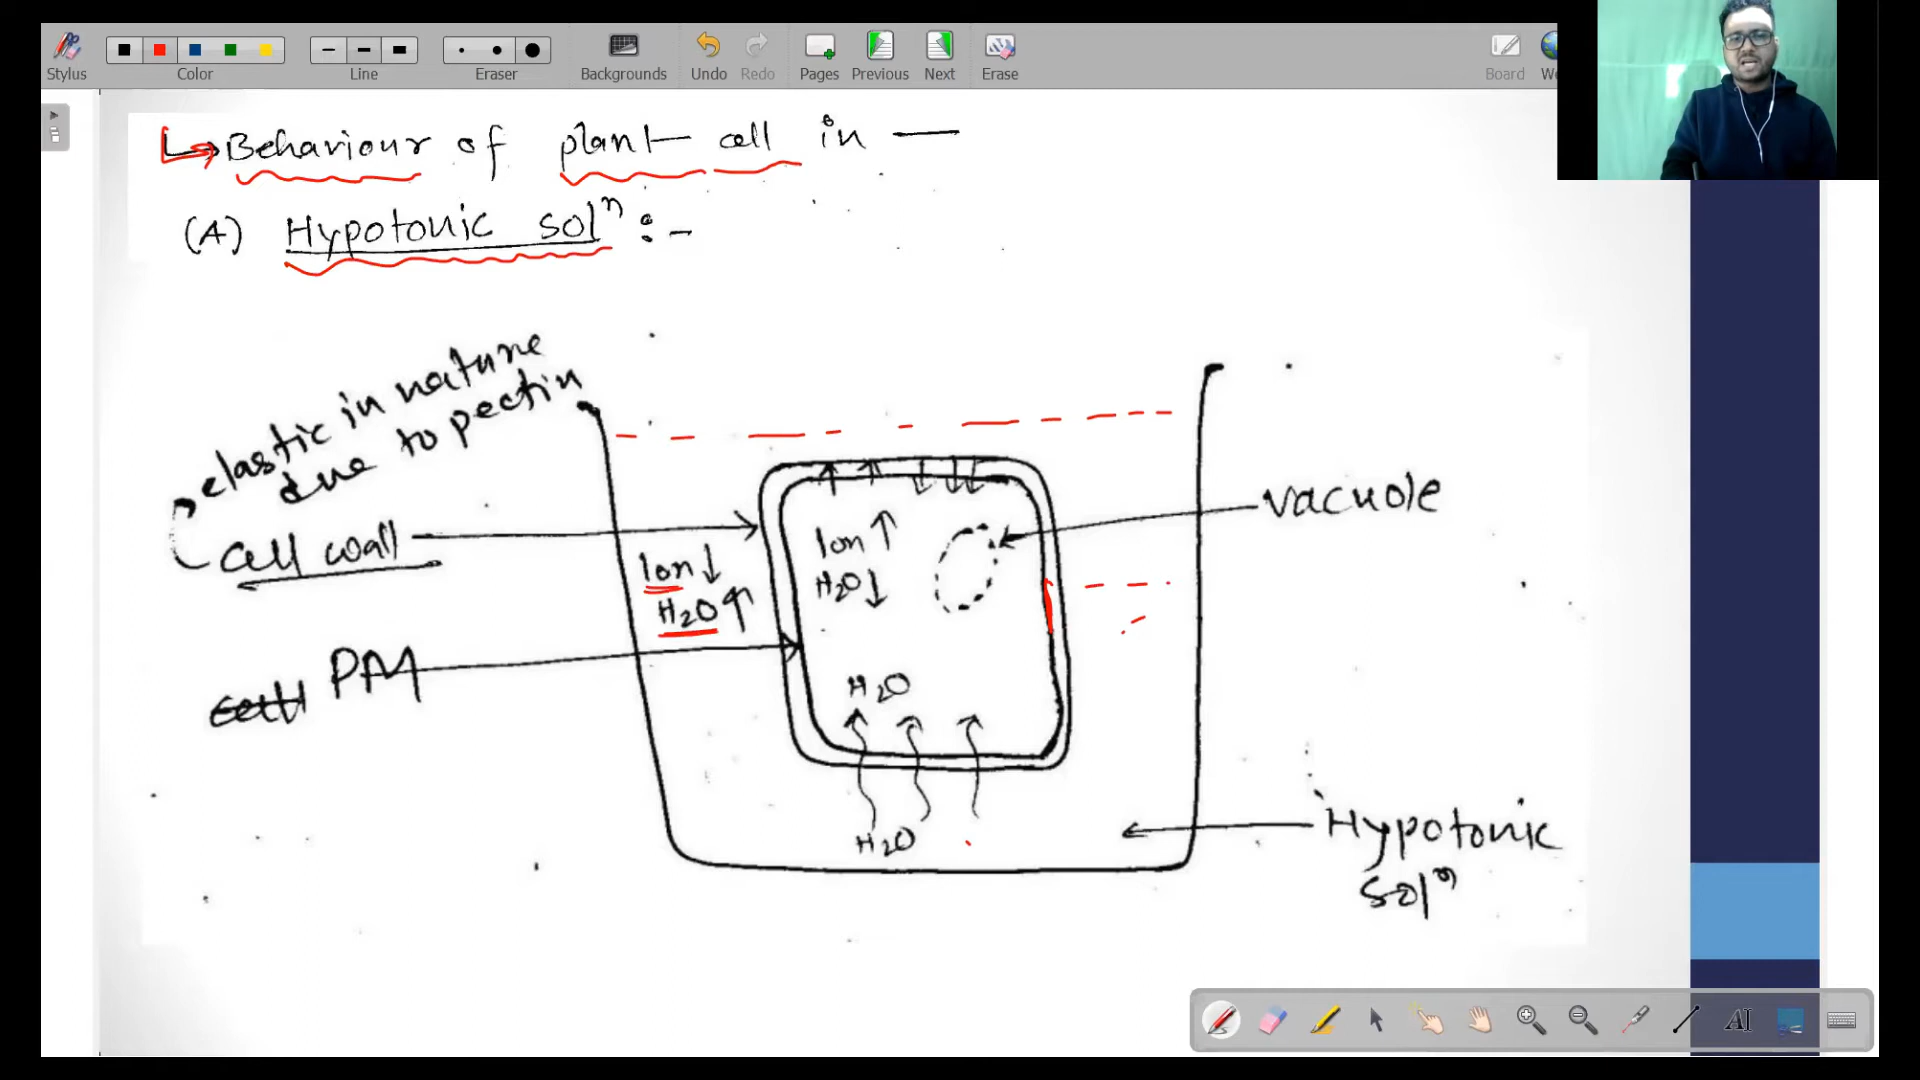 Stylus
Color
Line
Eraser
Backgrounds
Undo
Redo
Pages
Previous
Next
Erase
Board
Behaviour of plant cell in —
(A) Hypotonic solⁿ :-
elastic in nature
due to pectin
Cell wall
PM
Ion↓
H₂O↑
Ion↑
H₂O↓
H₂O
H₂O
vacuole
Hypotonic
solⁿ
AI